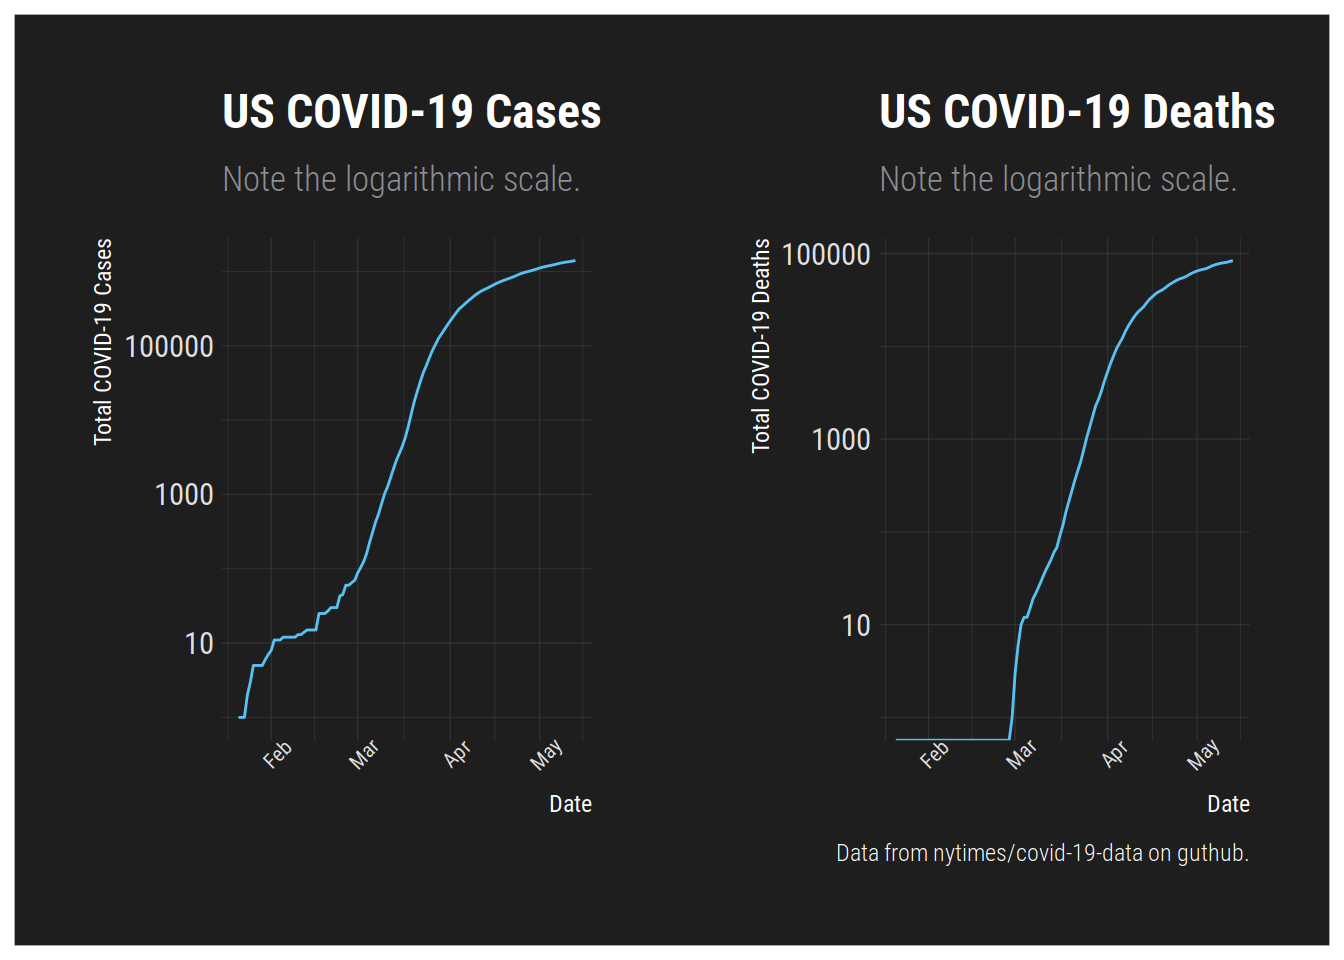 US COVID-19 Cases
Note the logarithmic scale.
Total COVID-19 Cases
100000
1000
10
Feb
Mar
Apr
May
Date
US COVID-19 Deaths
Note the logarithmic scale.
Total COVID-19 Deaths
100000
1000
10
Feb
Mar
Apr
May
Date
Data from nytimes/covid-19-data on guthub.